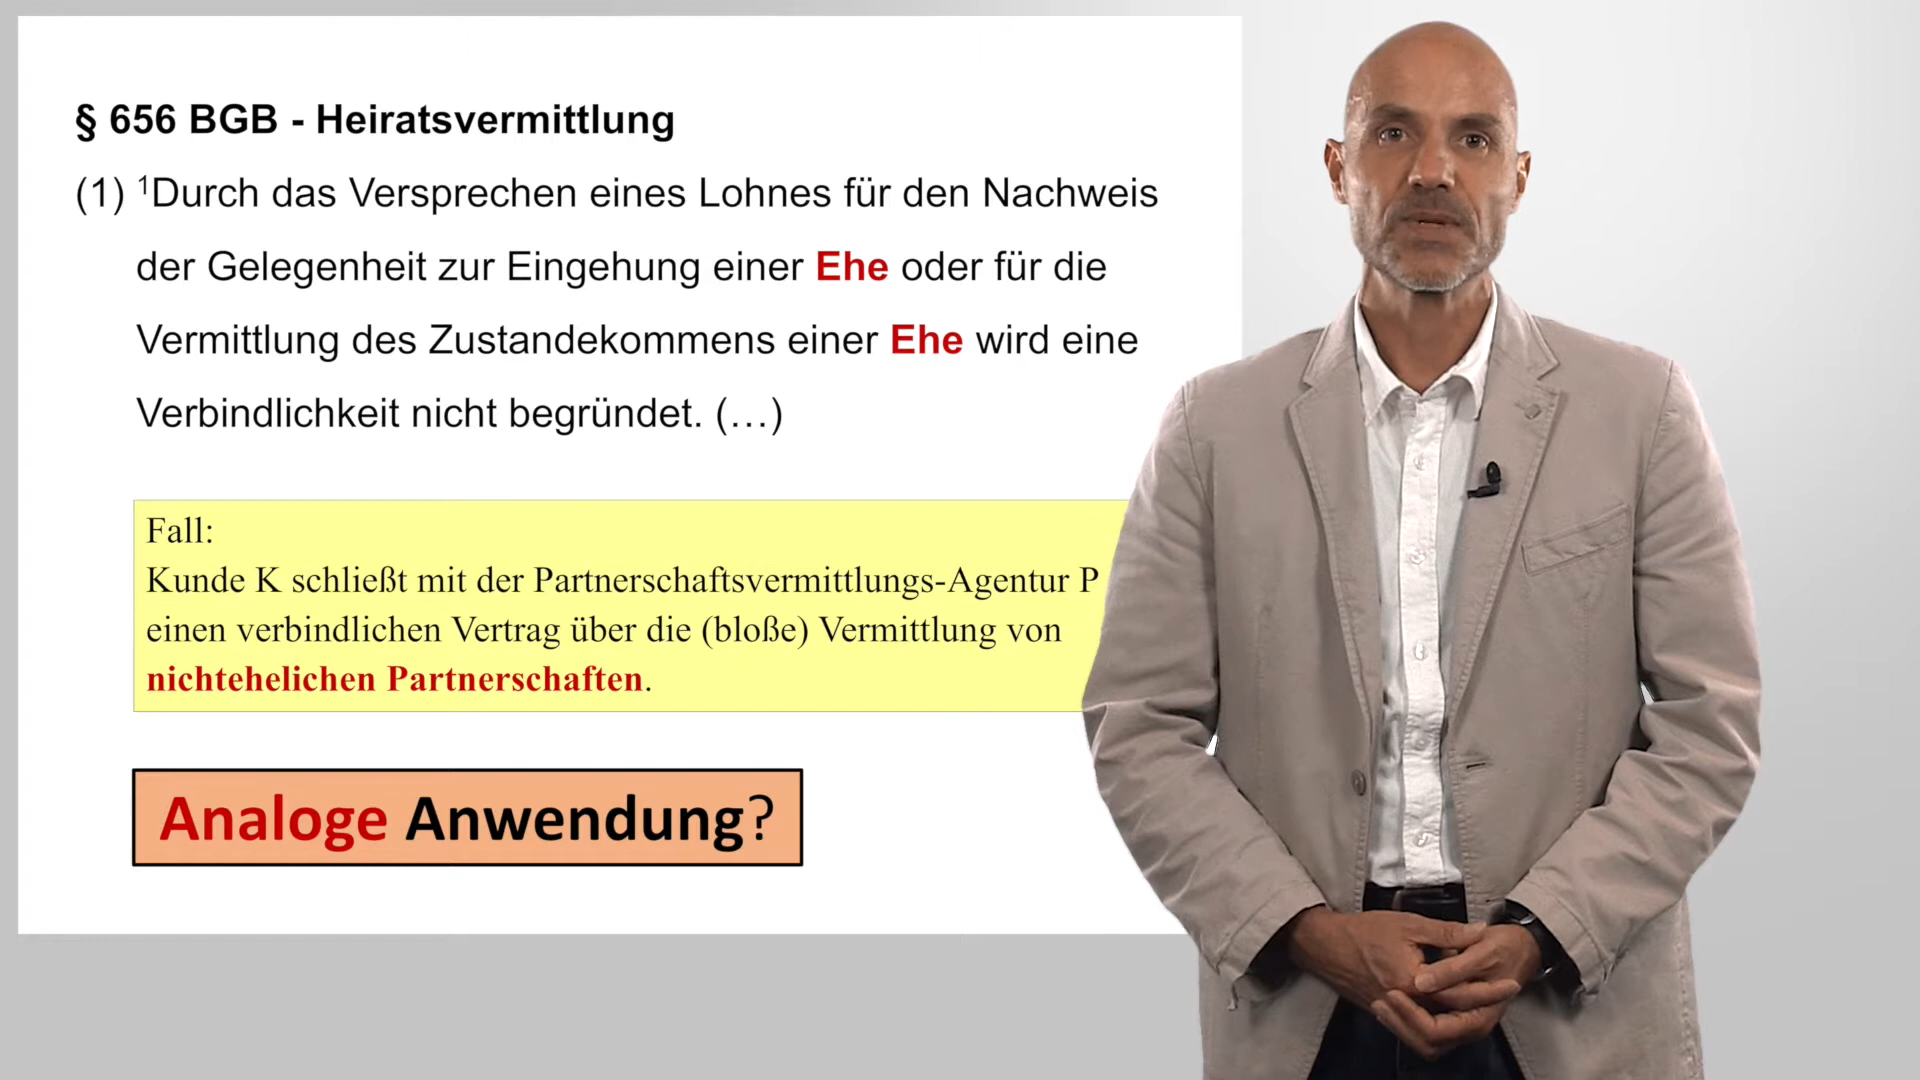 § 656 BGB - Heiratsvermittlung
(1) ¹Durch das Versprechen eines Lohnes für den Nachweis
der Gelegenheit zur Eingehung einer Ehe oder für die
Vermittlung des Zustandekommens einer Ehe wird eine
Verbindlichkeit nicht begründet. (…)
Fall:
Kunde K schließt mit der Partnerschaftsvermittlungs-Agentur P
einen verbindlichen Vertrag über die (bloße) Vermittlung von
nichtehelichen Partnerschaften.
Analoge Anwendung?